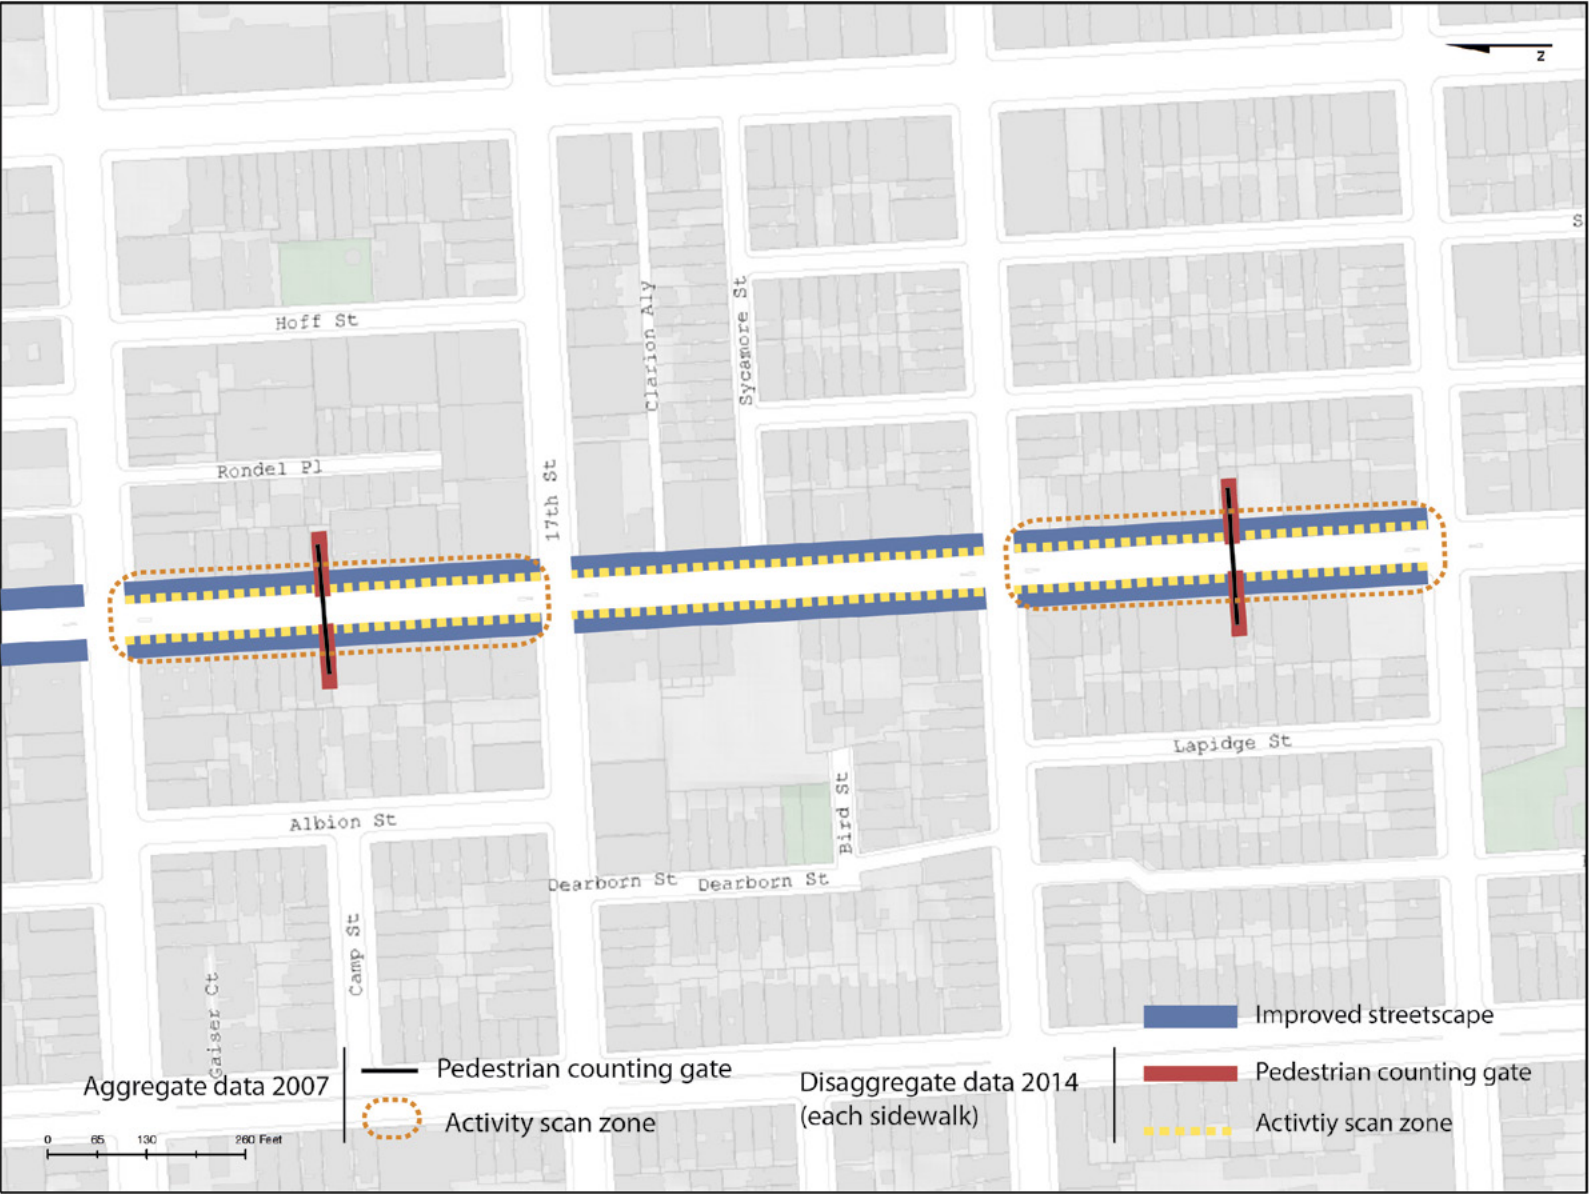 z
S
Hoff St
Clarion Aly
Sycamore St
Rondel Pl
17th St
Lapidge St
Bird St
Albion St
Dearborn St
Dearborn St
Camp St
Gaiser Ct
Improved streetscape
Aggregate data 2007
Pedestrian counting gate
Activity scan zone
Disaggregate data 2014
(each sidewalk)
Pedestrian counting gate
Activtiy scan zone
0 65 130 260 Feet